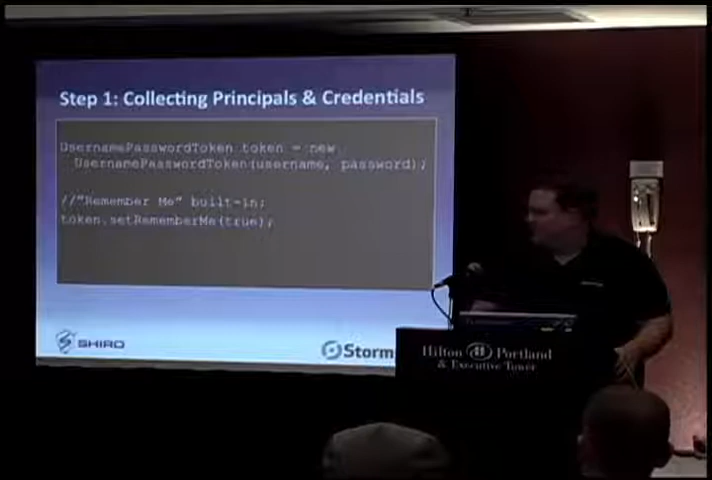 Step 1: Collecting Principals & Credentials
UsernamePasswordToken token = new
UsernamePasswordToken(username, password);
//"Remember Me" built-in:
token.setRememberMe(true);
SHIRO
Storm
Hilton Portland
& Executive Tower